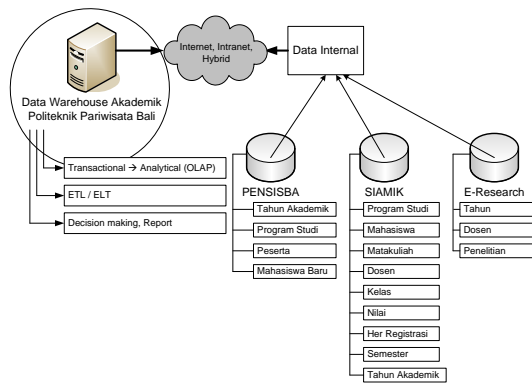 Internet, Intranet,
Hybrid
Data Internal
Data Warehouse Akademik
Politeknik Pariwisata Bali
Transactional → Analytical (OLAP)
ETL / ELT
Decision making, Report
PENSISBA
Tahun Akademik
Program Studi
Peserta
Mahasiswa Baru
SIAMIK
Program Studi
Mahasiswa
Matakuliah
Dosen
Kelas
Nilai
Her Registrasi
Semester
Tahun Akademik
E-Research
Tahun
Dosen
Penelitian